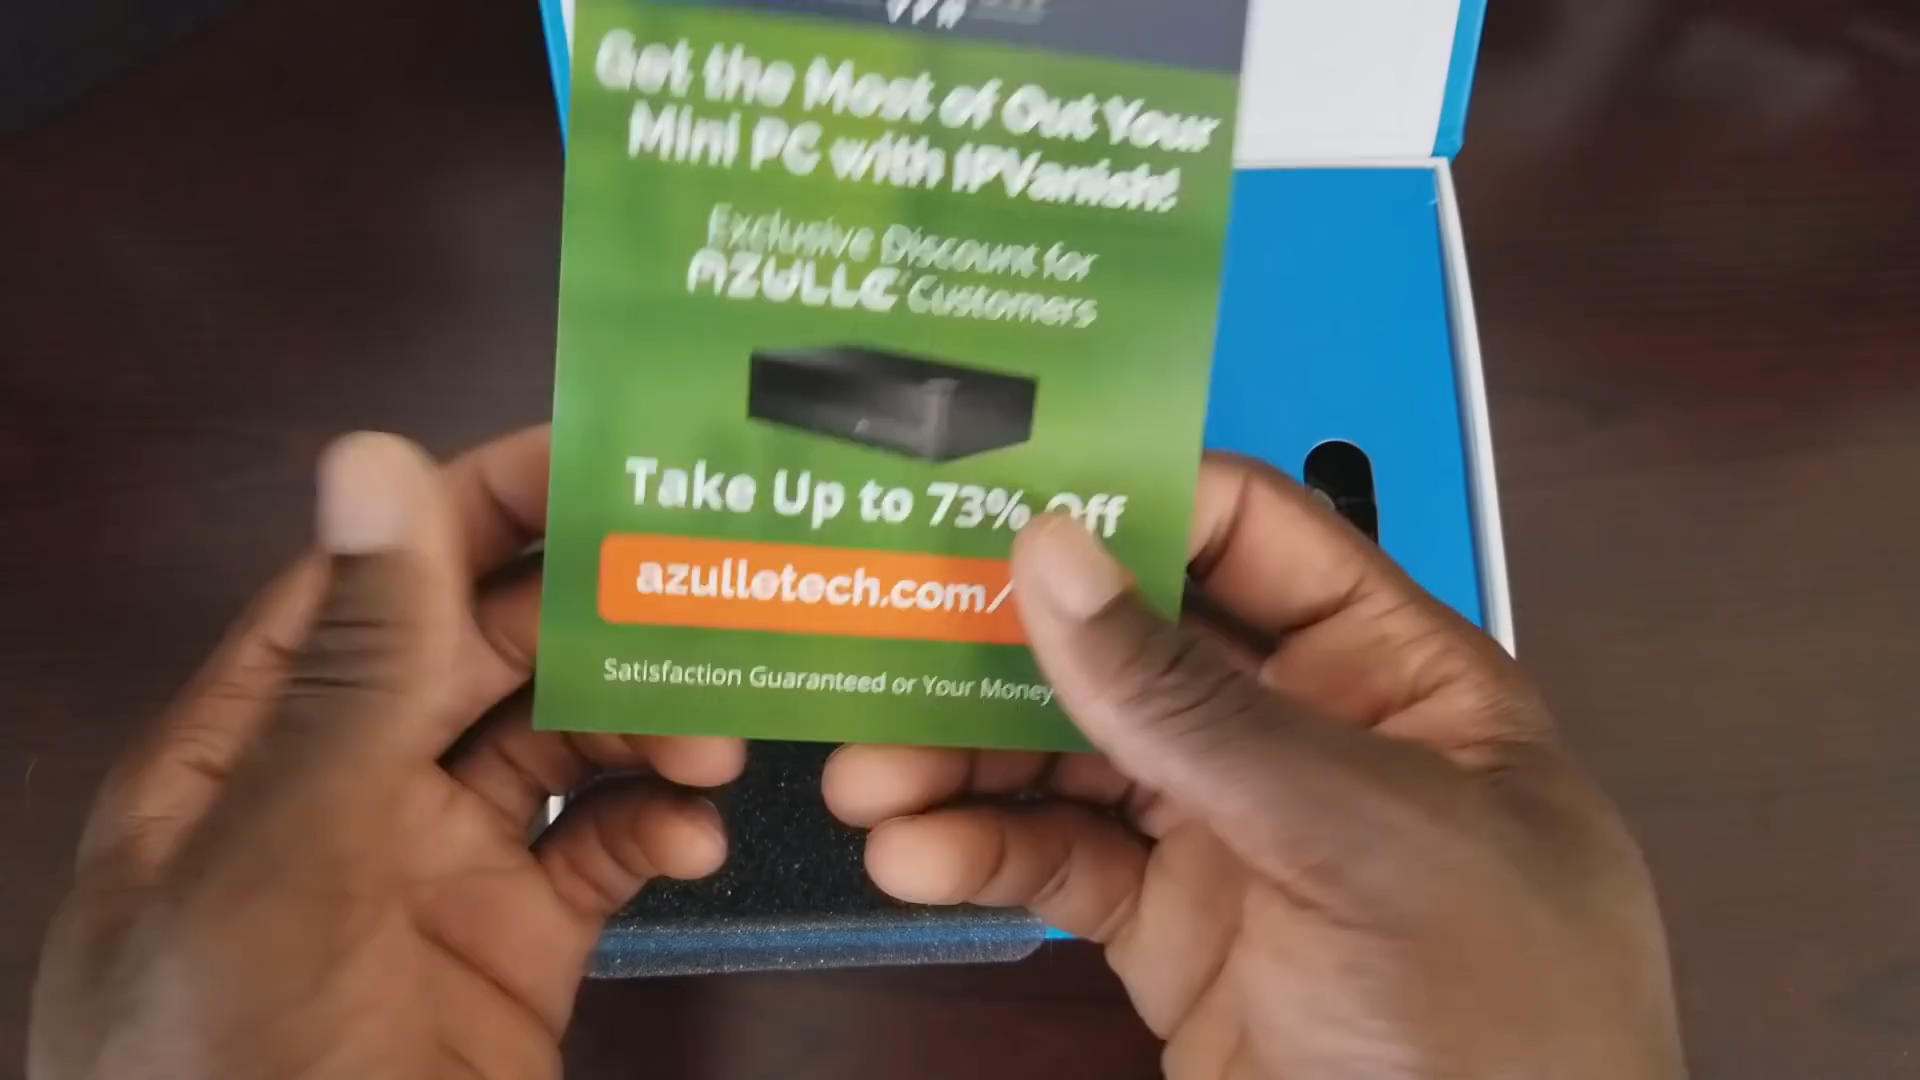 Get the Most of Out Your
Mini PC with IPVanish!
Exclusive Discount for
AZULLE Customers
Take Up to 73% Off
azulletech.com/
Satisfaction Guaranteed or Your Money